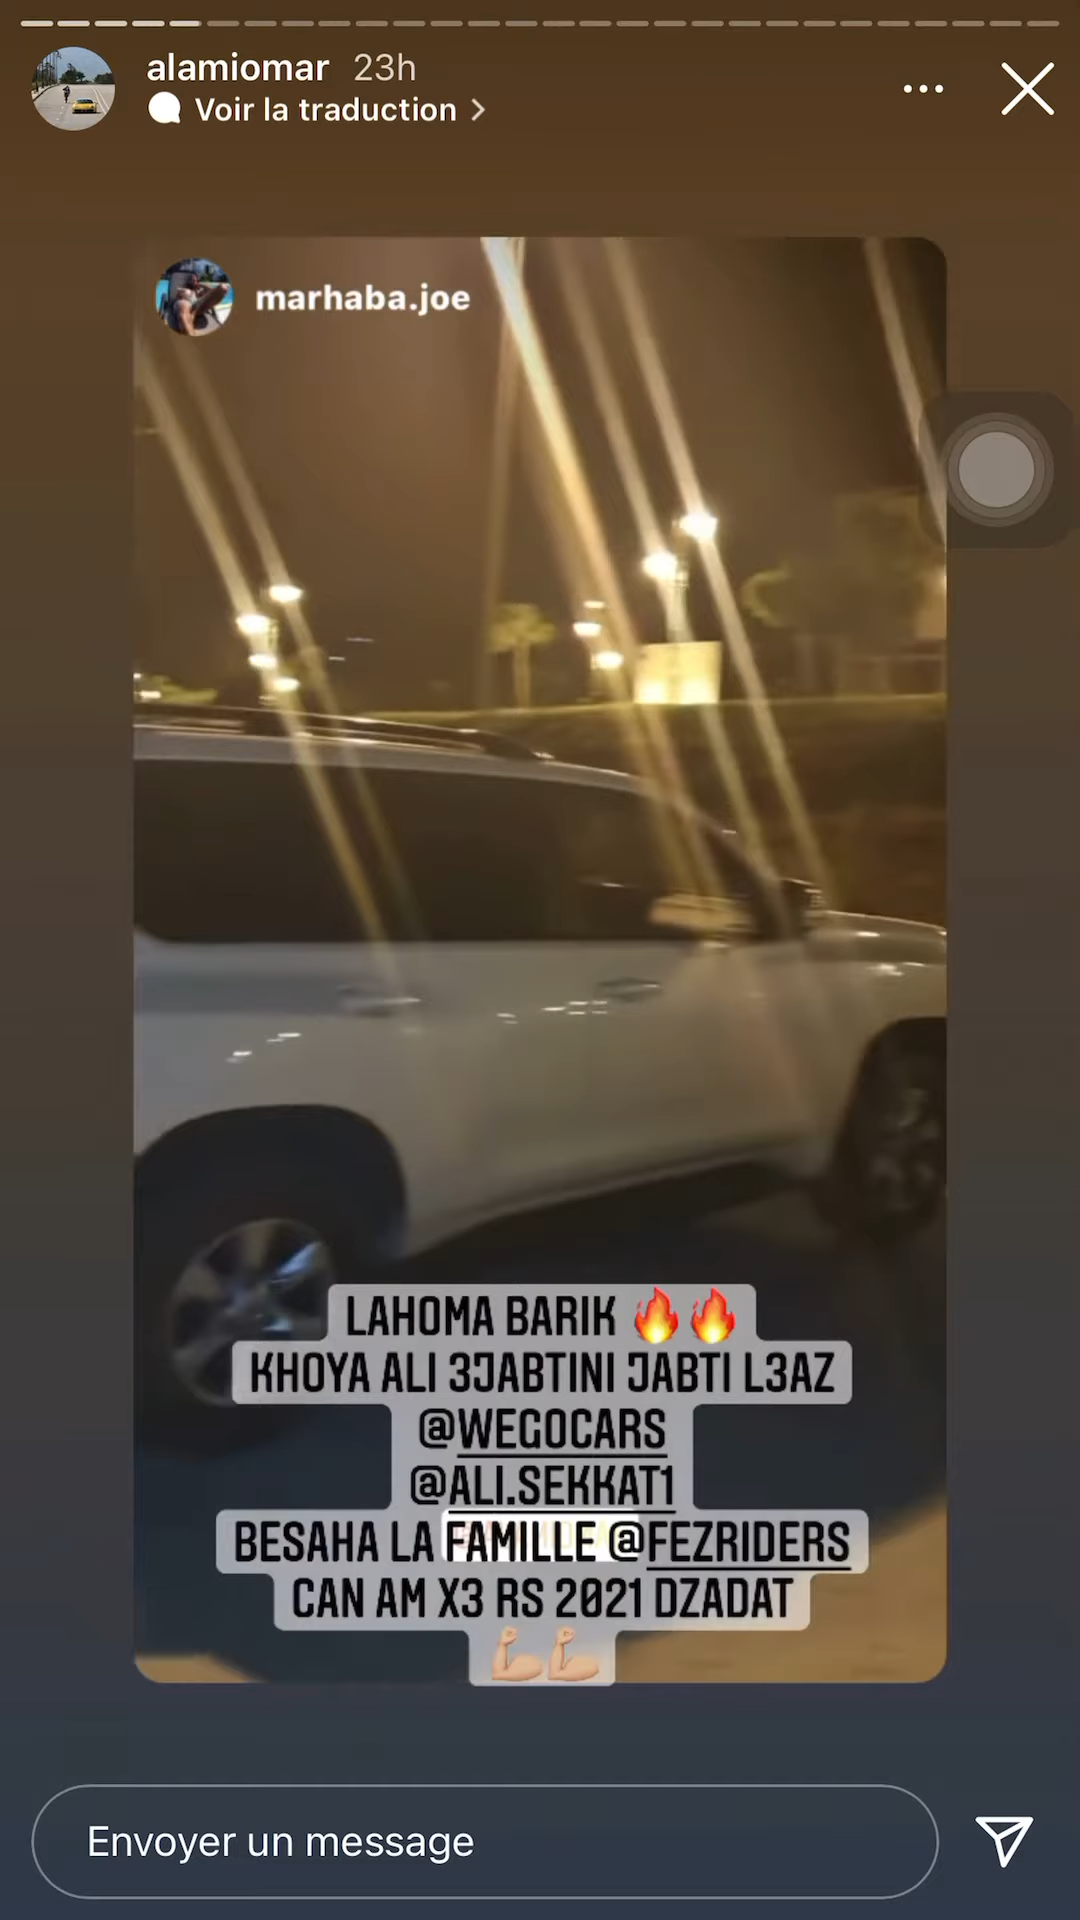 alamiomar 23h
Voir la traduction
marhaba.joe
LAHOMA BARIK 🔥🔥
KHOYA ALI 3JABTINI JABTI L3AZ
@WEGOCARS
@ALI.SEKKAT1
BESAHA LA FAMILLE @FEZRIDERS
CAN AM X3 RS 2021 DZADAT
💪🏻💪🏻
Envoyer un message